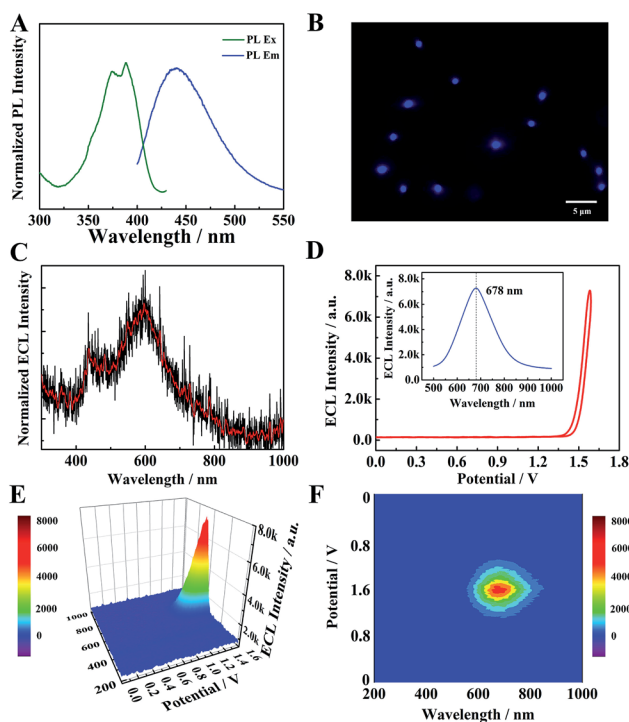 A
Normalized PL Intensity
PL Ex
PL Em
300 350 400 450 500 550
Wavelength / nm
B
5 μm
C
Normalized ECL Intensity
400 600 800 1000
Wavelength / nm
D
ECL Intensity / a.u.
8.0k
6.0k
4.0k
2.0k
0.0
0.0 0.3 0.6 0.9 1.2 1.5 1.8
Potential / V
ECL Intensity / a.u.
8.0k
6.0k
4.0k
2.0k
0.0
678 nm
500 600 700 800 900 1000
Wavelength / nm
E
8000
6000
4000
2000
0
1000
800
600
400
200
0.0 0.2 0.4 0.6 0.8 1.0 1.2 1.4 1.6
Potential / V
8.0k
6.0k
4.0k
2.0k
ECL Intensity / a.u.
F
Potential / V
0
0.8
1.6
0.8
0
200 400 600 800 1000
Wavelength / nm
8000
6000
4000
2000
0